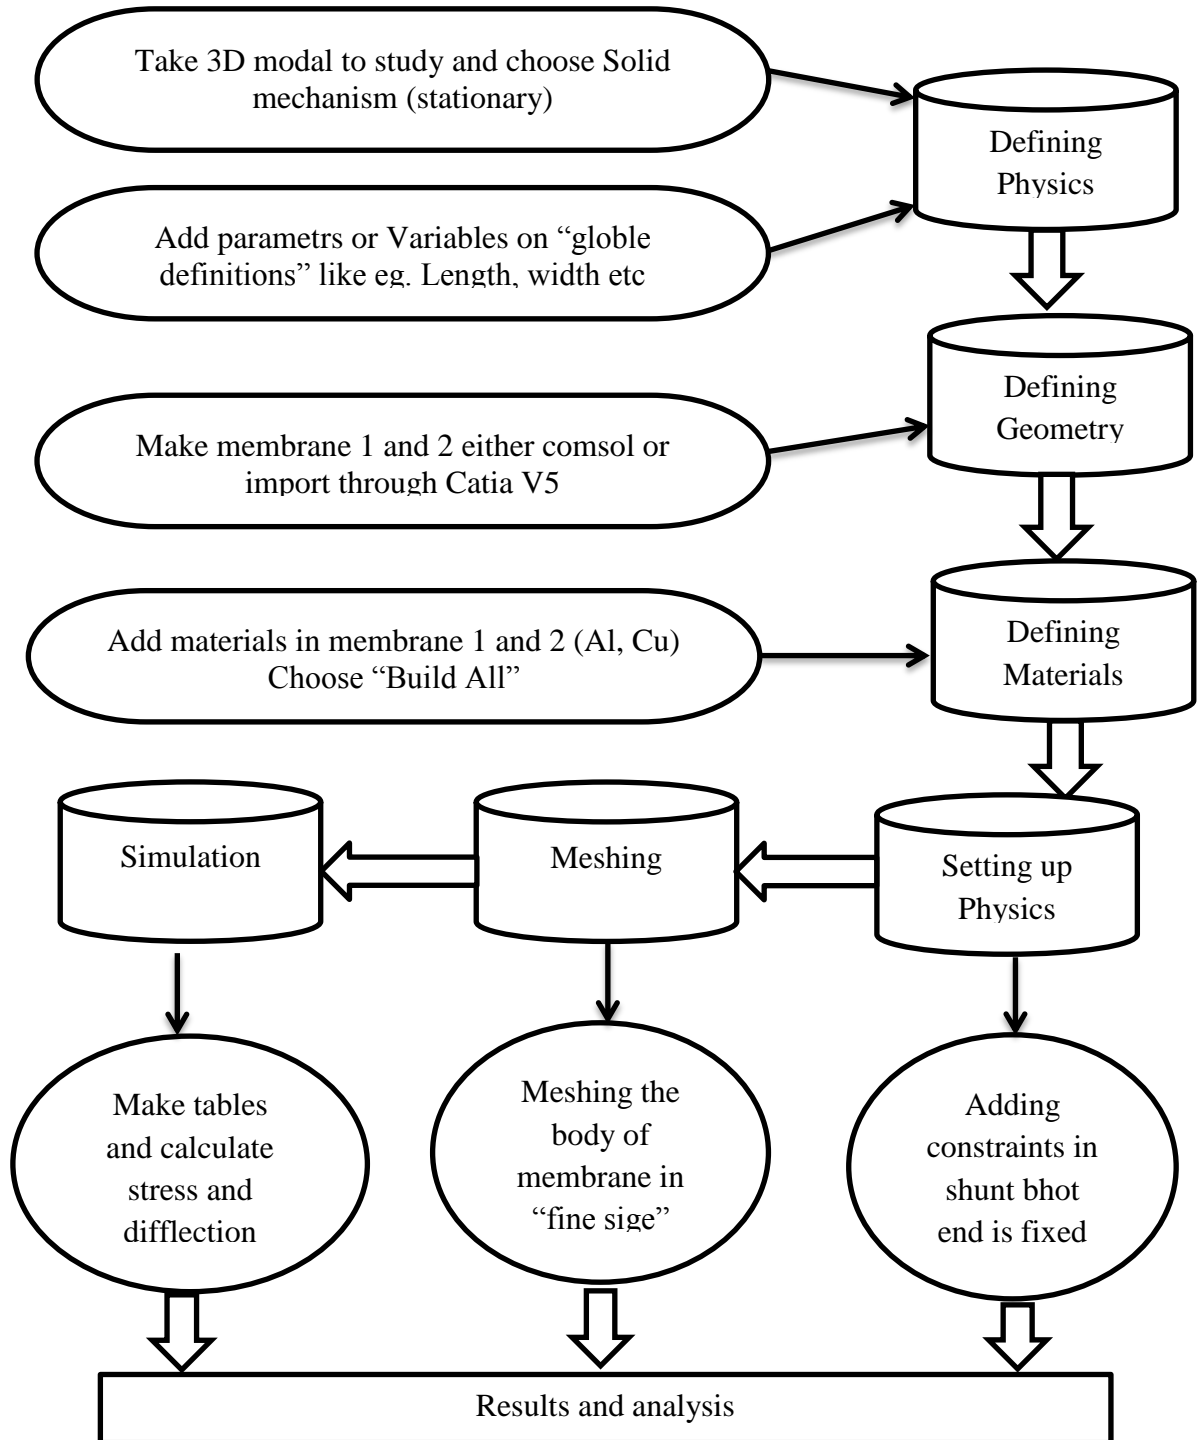 Take 3D modal to study and choose Solid
mechanism (stationary)
Defining
Physics
Add parametrs or Variables on “globle
definitions” like eg. Length, width etc
Defining
Geometry
Make membrane 1 and 2 either comsol or
import through Catia V5
Add materials in membrane 1 and 2 (Al, Cu)
Choose “Build All”
Defining
Materials
Simulation
Meshing
Setting up
Physics
Make tables
and calculate
stress and
difflection
Meshing the
body of
membrane in
“fine sige”
Adding
constraints in
shunt bhot
end is fixed
Results and analysis